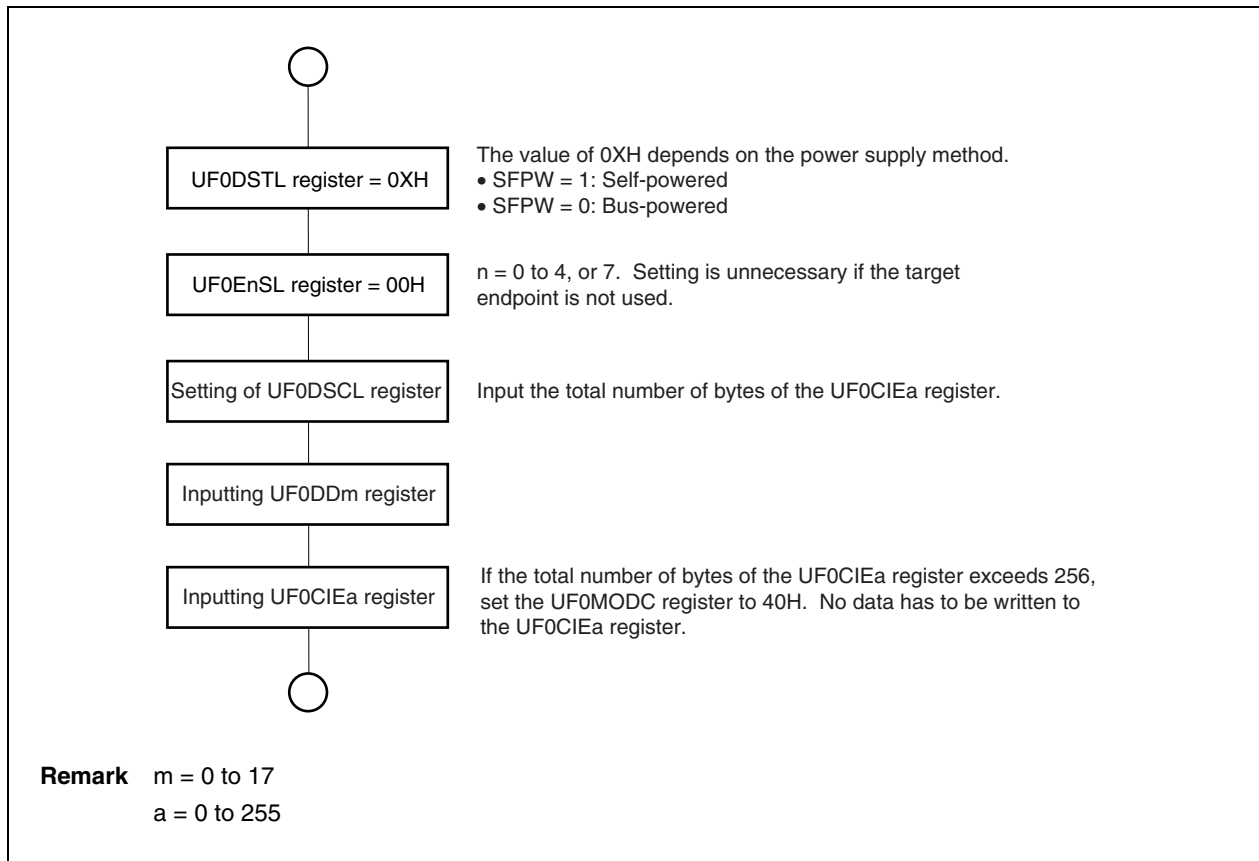 UF0DSTL register = 0XH
The value of 0XH depends on the power supply method.
• SFPW = 1: Self-powered
• SFPW = 0: Bus-powered
UF0EnSL register = 00H
n = 0 to 4, or 7.  Setting is unnecessary if the target
endpoint is not used.
Setting of UF0DSCL register
Input the total number of bytes of the UF0CIEa register.
Inputting UF0DDm register
Inputting UF0CIEa register
If the total number of bytes of the UF0CIEa register exceeds 256,
set the UF0MODC register to 40H.  No data has to be written to
the UF0CIEa register.
Remark m = 0 to 17
a = 0 to 255